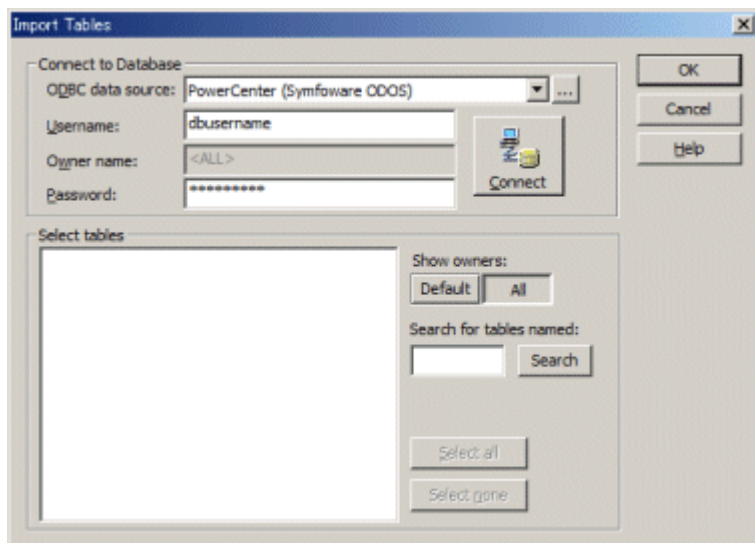 Import Tables
Connect to Database
ODBC data source: PowerCenter (Symfoware ODOS) ...
Username: dbusername
Owner name: <ALL>
Password: *********
Connect
OK
Cancel
Help
Select tables
Show owners:
Default All
Search for tables named:
Search
Select all
Select none